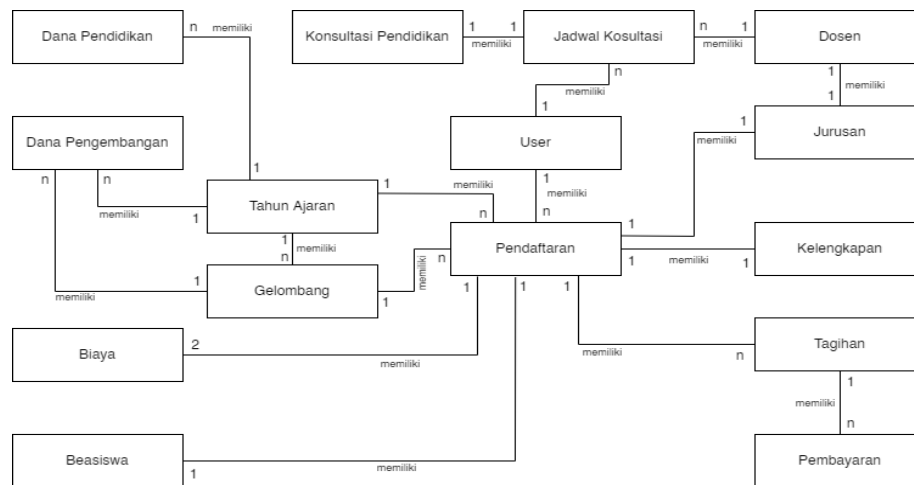 Dana Pendidikan
n
memiliki
Konsultasi Pendidikan
1
memiliki
1
Jadwal Kosultasi
n
memiliki
1
Dosen
n
memiliki
1
1
memiliki
1
Dana Pengembangan
User
1
Jurusan
memiliki
n
n
memiliki
1
1
Tahun Ajaran
1
memiliki
n
1
memiliki
n
1
memiliki
n
1
Pendaftaran
1
memiliki
1
Kelengkapan
memiliki
1
Gelombang
1
memiliki
n
1
1
1
Biaya
2
memiliki
memiliki
n
Tagihan
1
memiliki
n
Beasiswa
1
memiliki
Pembayaran